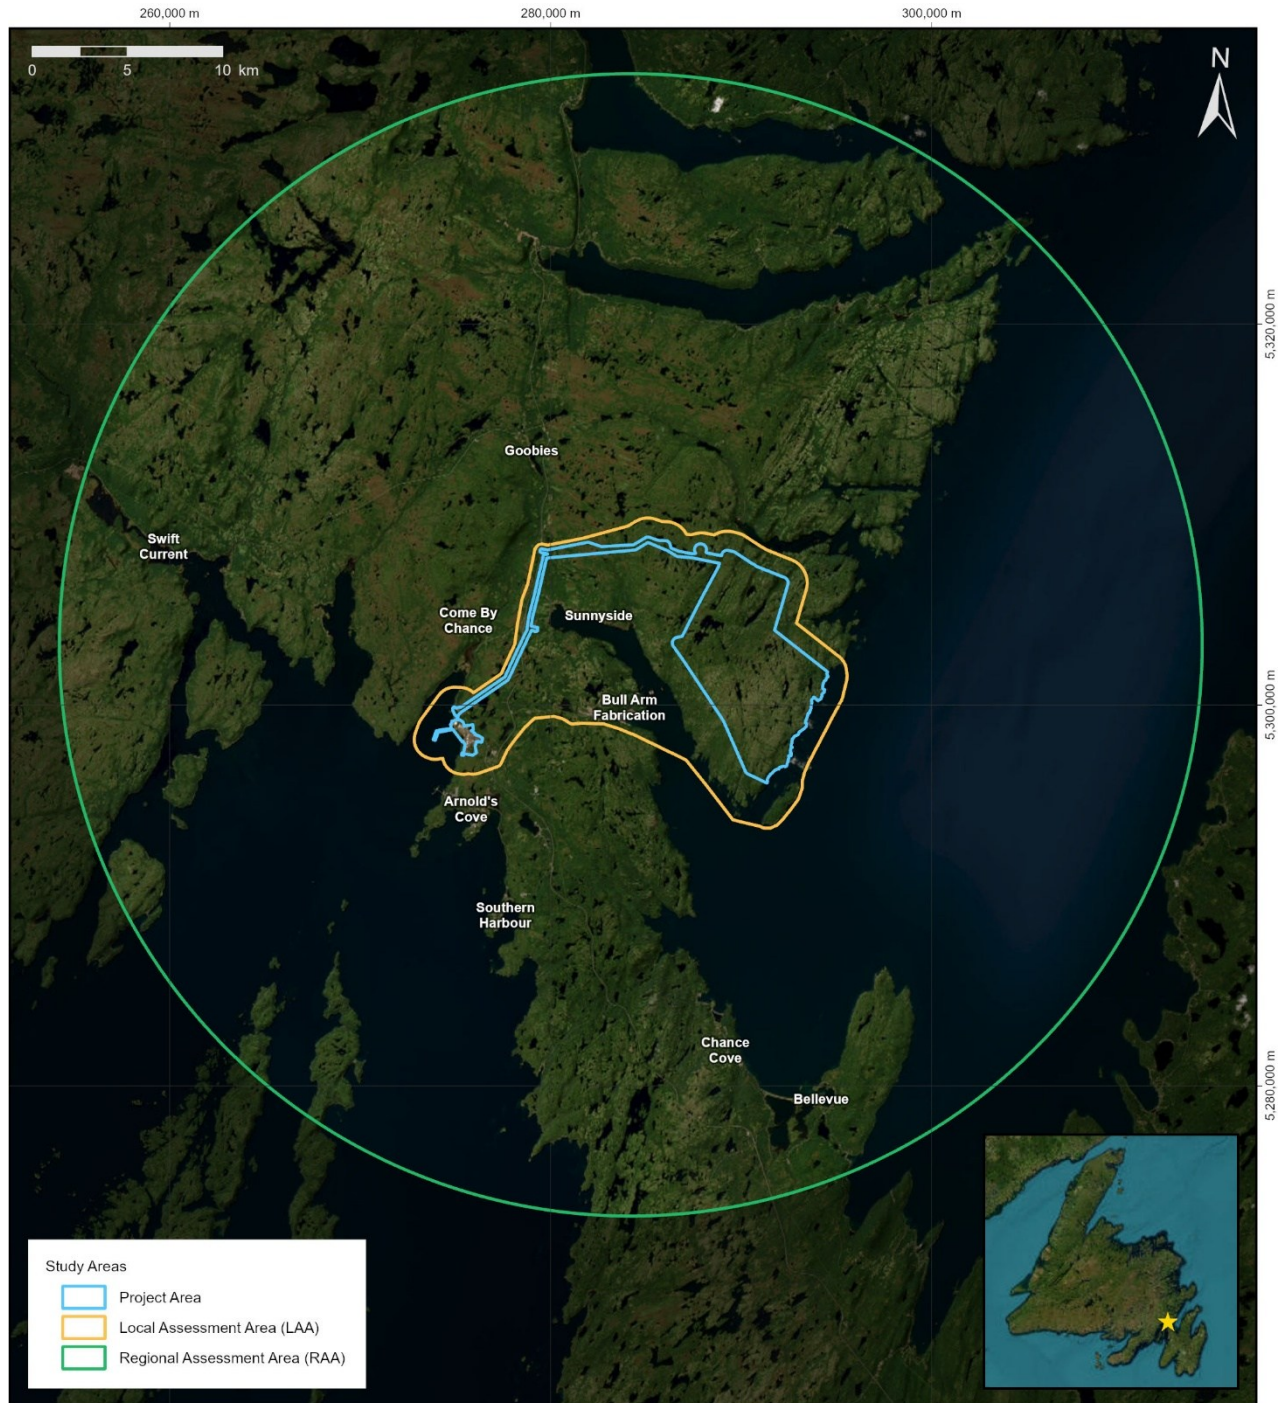 260,000 m
280,000 m
300,000 m
0 5 10 km
N
5,320,000 m
Goobies
Swift
Current
Come By
Chance
Sunnyside
Bull Arm
Fabrication
5,300,000 m
Arnold's
Cove
Southern
Harbour
Chance
Cove
Bellevue
5,280,000 m
Study Areas
Project Area
Local Assessment Area (LAA)
Regional Assessment Area (RAA)